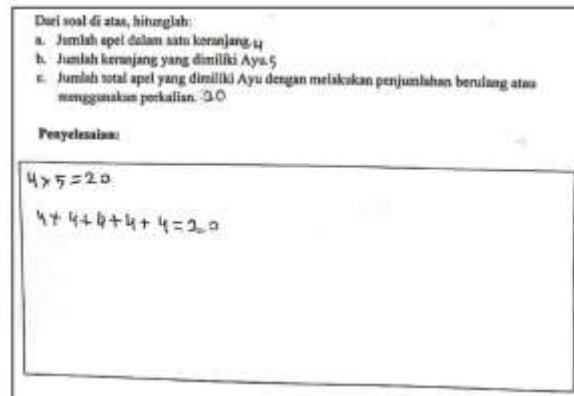 Dari soal di atas, hitunglah:
a. Jumlah apel dalam satu keranjang. 4
b. Jumlah keranjang yang dimiliki Ayu. 5
c. Jumlah total apel yang dimiliki Ayu dengan melakukan penjumlahan berulang atau
menggunakan perkalian. 20
Penyelesaian:
4 x 5 = 20
4 + 4 + 4 + 4 + 4 = 20